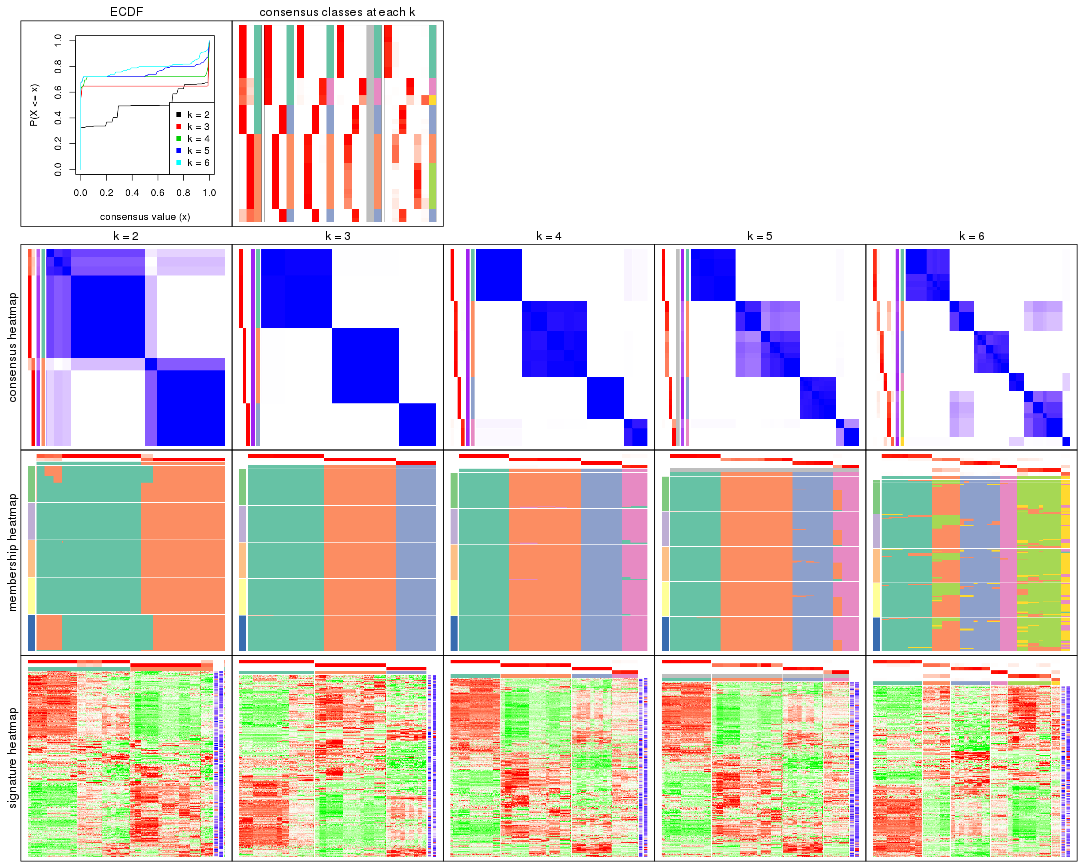 ECDF
consensus classes at each k
P(X <= x)
0.0 0.2 0.4 0.6 0.8 1.0
k = 2
k = 3
k = 4
k = 5
k = 6
0.0 0.2 0.4 0.6 0.8 1.0
consensus value (x)
k = 2
k = 3
k = 4
k = 5
k = 6
consensus heatmap
membership heatmap
signature heatmap